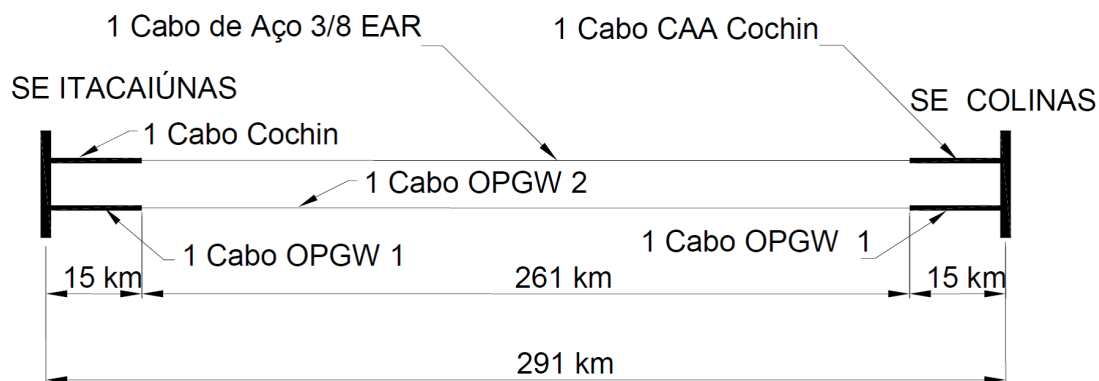 1 Cabo de Aço 3/8 EAR
1 Cabo CAA Cochin
SE ITACAIÚNAS
SE COLINAS
1 Cabo Cochin
1 Cabo OPGW 2
1 Cabo OPGW 1
1 Cabo OPGW 1
15 km
261 km
15 km
291 km